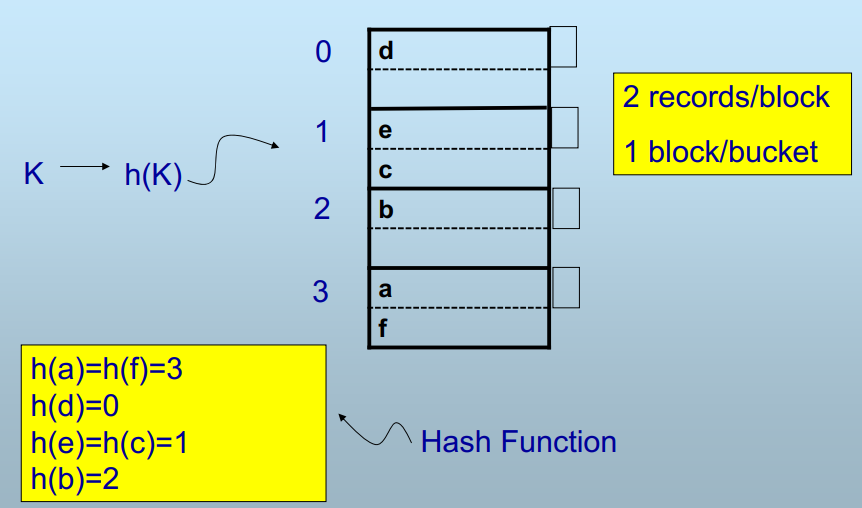 0
d
1
e
c
2
b
3
a
f
K
h(K)
2 records/block
1 block/bucket
h(a)=h(f)=3
h(d)=0
h(e)=h(c)=1
h(b)=2
Hash Function